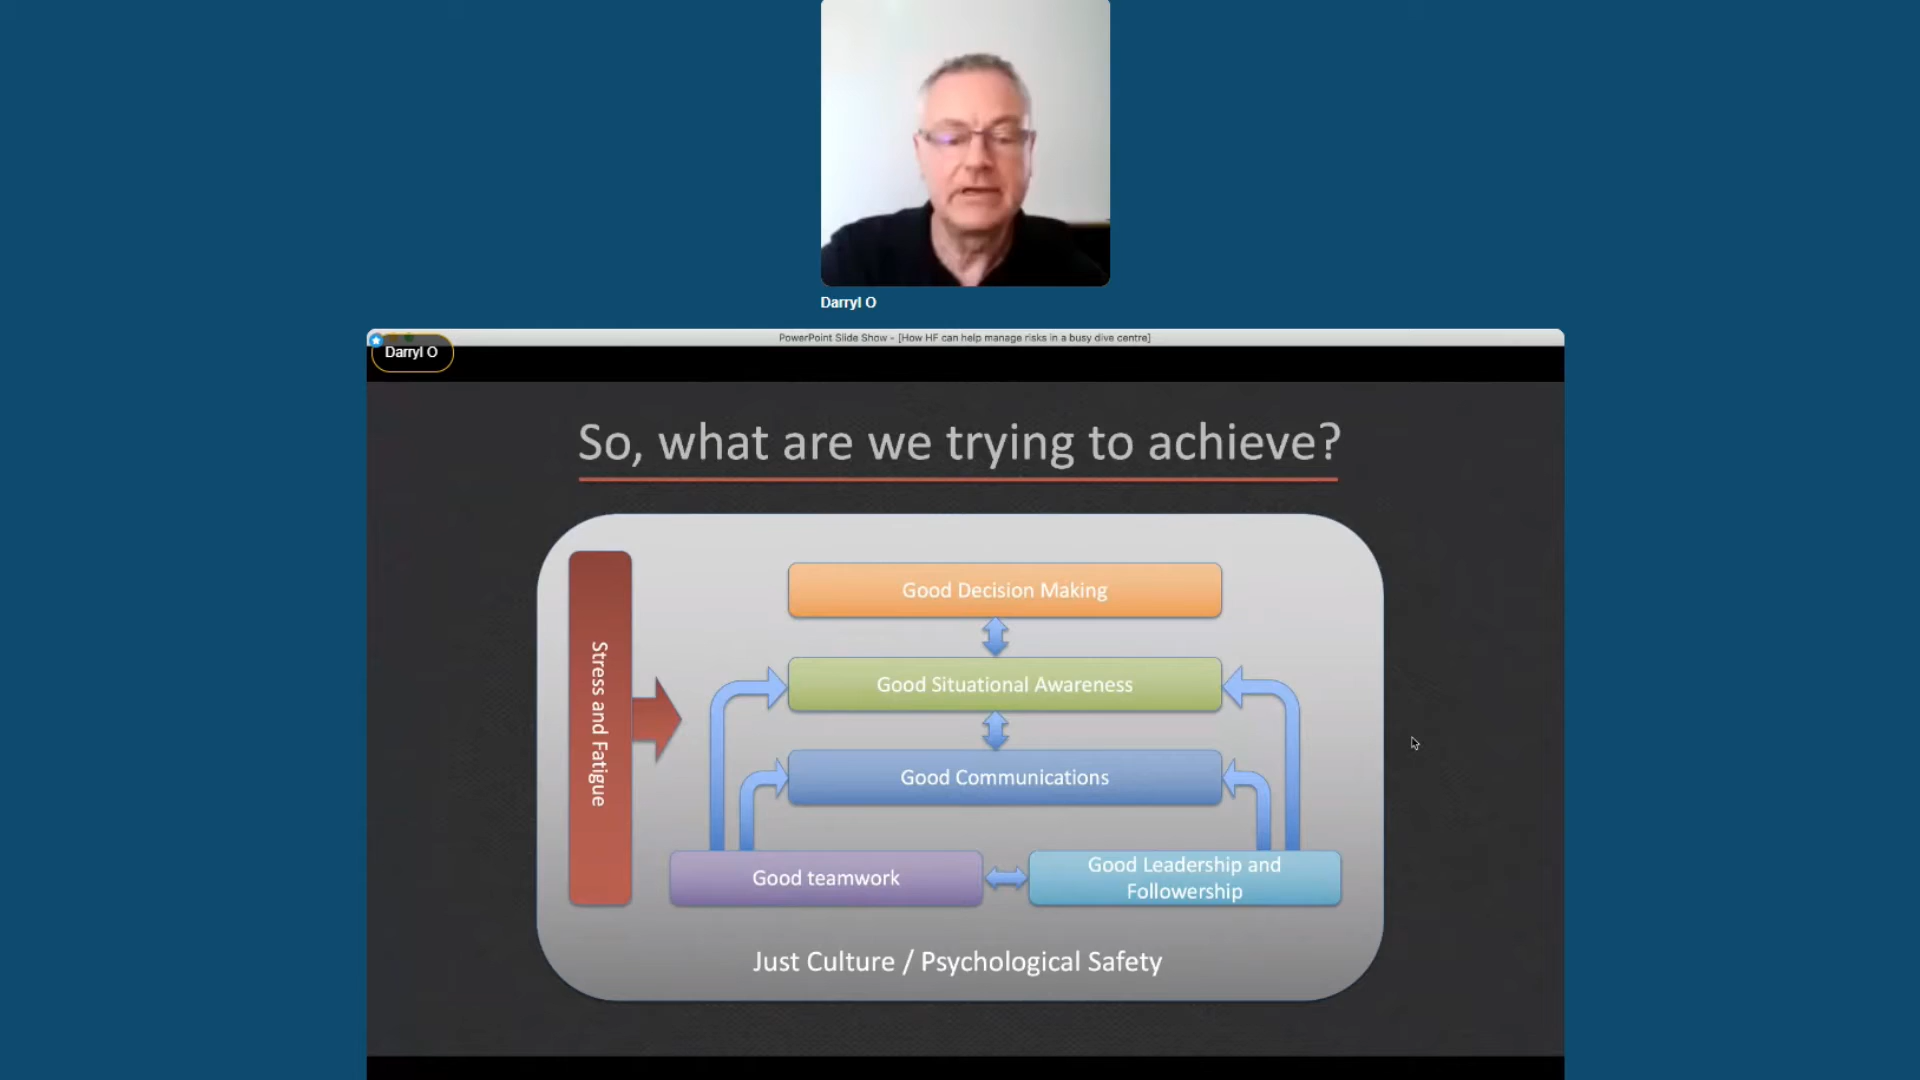 Darryl O
PowerPoint Slide Show - [How HF can help manage risks in a busy dive centre]
Darryl O
So, what are we trying to achieve?
Stress and Fatigue
Good Decision Making
Good Situational Awareness
Good Communications
Good teamwork
Good Leadership and
Followership
Just Culture / Psychological Safety